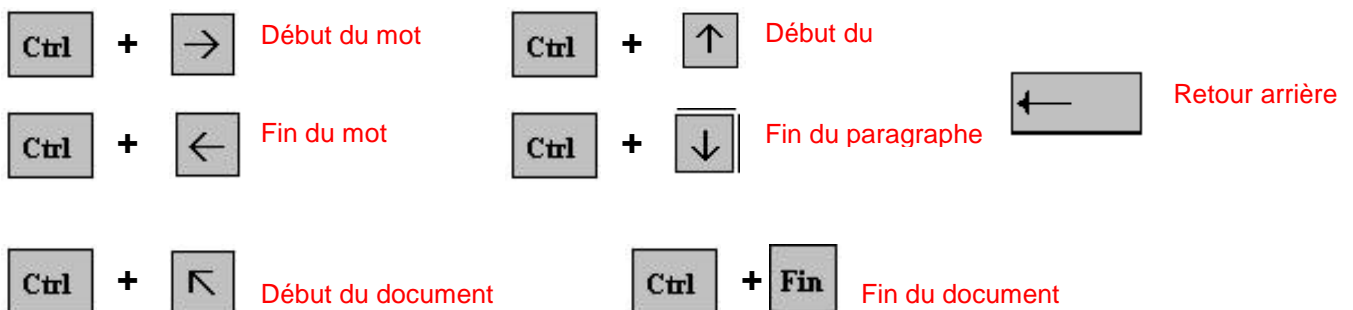 Ctrl + → Début du mot Ctrl + ↑ Début du
← Retour arrière
Ctrl + ← Fin du mot Ctrl + ↓ Fin du paragraphe
Ctrl + ↖ Début du document Ctrl + Fin Fin du document